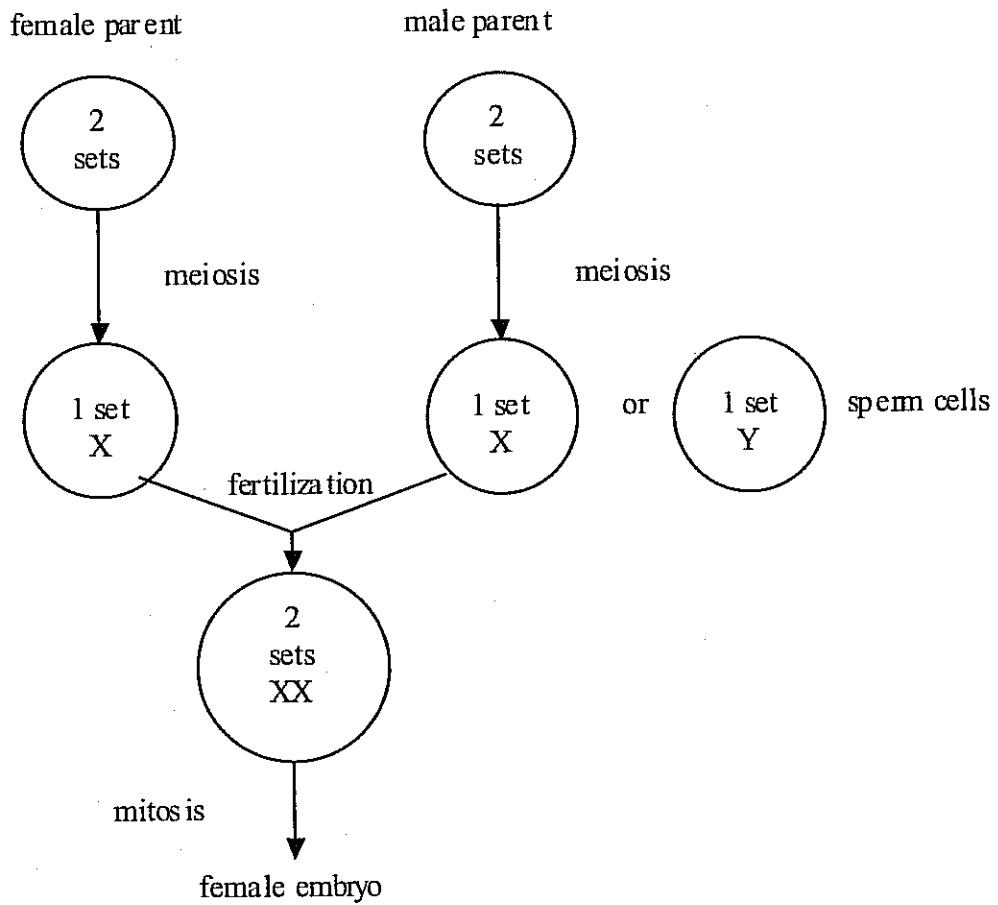 female parent
male parent
2
sets
2
sets
meiosis
meiosis
1 set
X
1 set
X
or
1 set
Y
sperm cells
fertilization
2
sets
XX
mitosis
female embryo